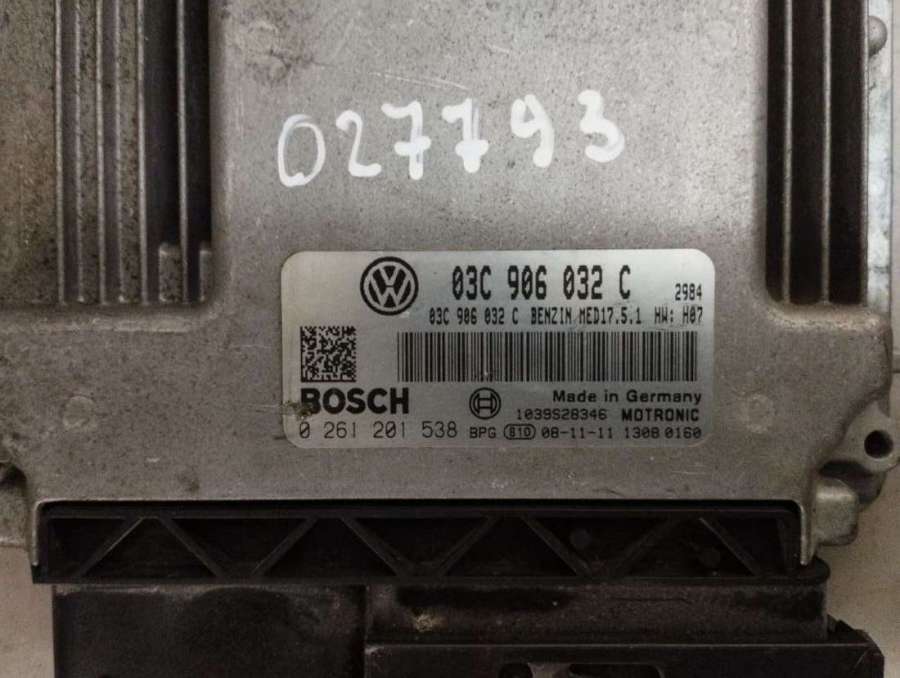 027793
03C 906 032 C 2984
03C 906 032 C BENZIN MED17.5.1 HW: H07
BOSCH Made in Germany
1039S28346 MOTRONIC
0 261 201 538 BPG 810 08-11-11 1308 0160